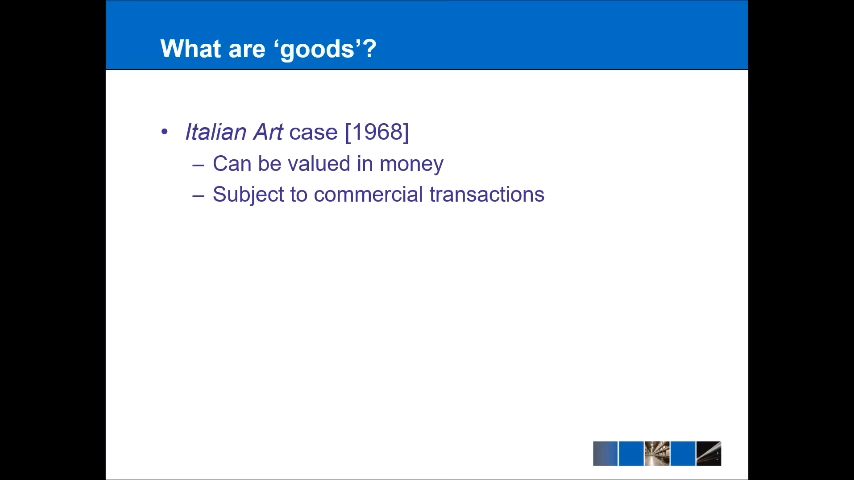 What are ‘goods’?
• Italian Art case [1968]
– Can be valued in money
– Subject to commercial transactions